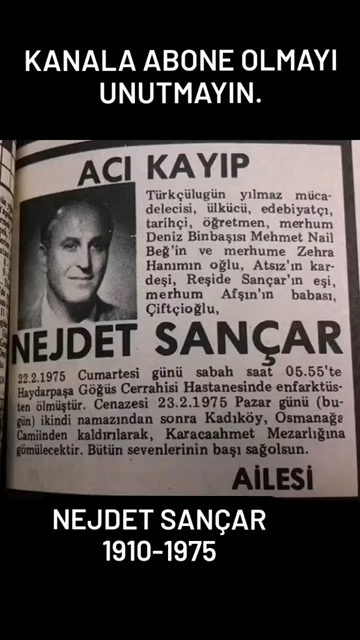 KANALA ABONE OLMAYI
UNUTMAYIN.
ACI KAYIP
Türkçülüğün yılmaz müca-
delecisi, ülkücü, edebiyatçı,
tarihçi, öğretmen, merhum
Deniz Binbaşısı Mehmet Nail
Beğ'in ve merhume Zehra
Hanımın oğlu, Atsız'ın kar-
deşi, Reşide Sançar'ın eşi,
merhum Afşın'ın babası,
Çiftçioğlu,
NEJDET SANÇAR
22.2.1975 Cumartesi günü sabah saat 05.55'te
Haydarpaşa Göğüs Cerrahisi Hastanesinde enfarktüs-
ten ölmüştür. Cenazesi 23.2.1975 Pazar günü (bu-
gün) ikindi namazından sonra Kadıköy, Osmanağa
Camiinden kaldırılarak, Karacaahmet Mezarlığına
gömülecektir. Bütün sevenlerinin başı sağolsun.
AİLESİ
NEJDET SANÇAR
1910-1975